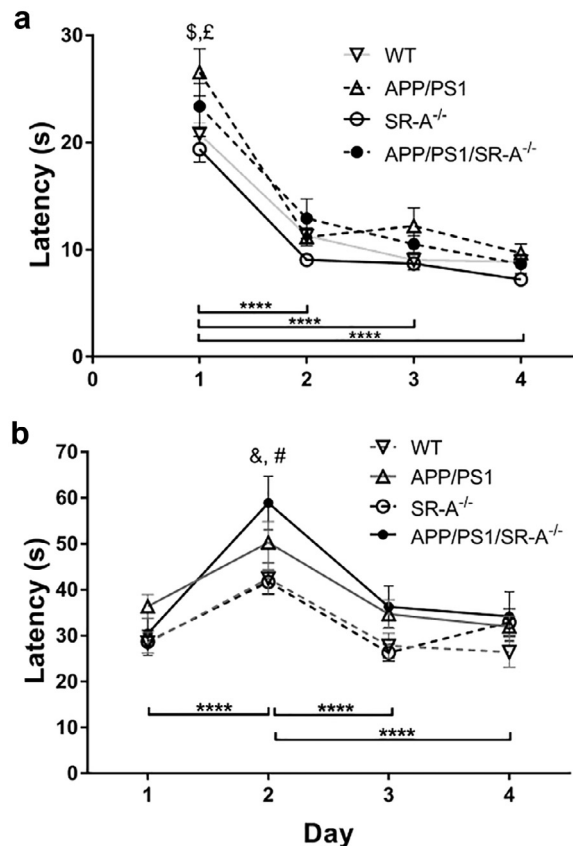 a
$,£
30
20
10
0
Latency (s)
WT
APP/PS1
SR-A-/-
APP/PS1/SR-A-/-
****
****
****
0 1 2 3 4
b
&, #
70
60
50
40
30
20
10
0
Latency (s)
WT
APP/PS1
SR-A-/-
APP/PS1/SR-A-/-
**** ****
****
1 2 3 4
Day